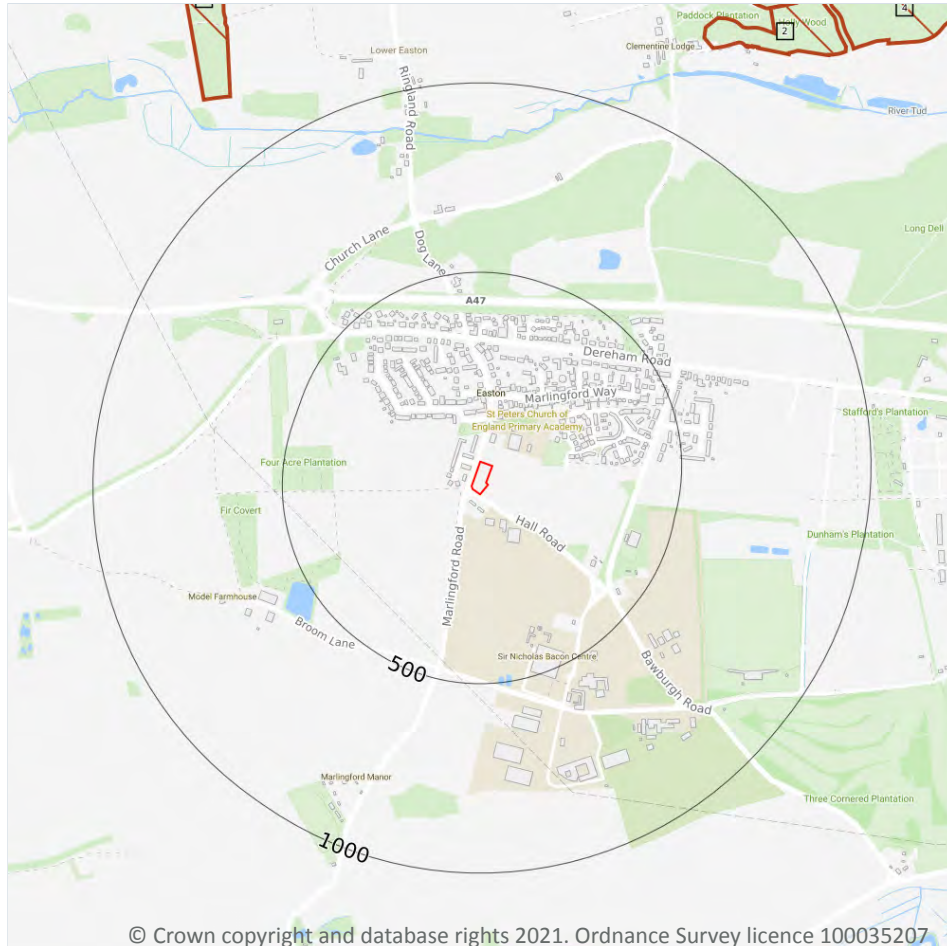 Paddock Plantation
Holly Wood
4
2
Lower Easton
Clementine Lodge
Ringland Road
River Tud
Church Lane
Dog Lane
Long Dell
A47
Dereham Road
Easton
Marlingford Way
St Peters Church of
England Primary Academy
Stafford's Plantation
Four Acre Plantation
Fir Covert
Hall Road
Dunham's Plantation
Marlingford Road
Model Farmhouse
Broom Lane
Sir Nicholas Bacon Centre
500
Bawburgh Road
Marlingford Manor
Three Cornered Plantation
1000
© Crown copyright and database rights 2021. Ordnance Survey licence 100035207